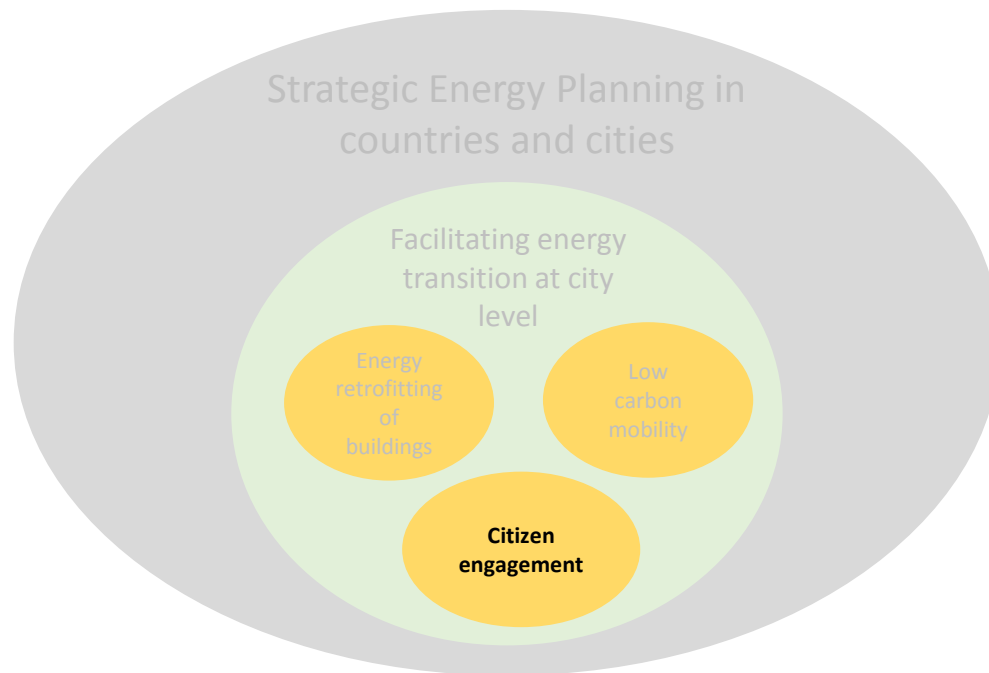 Strategic Energy Planning in
countries and cities
Facilitating energy
transition at city
level
Energy
retrofitting
of
buildings
Low
carbon
mobility
Citizen
engagement